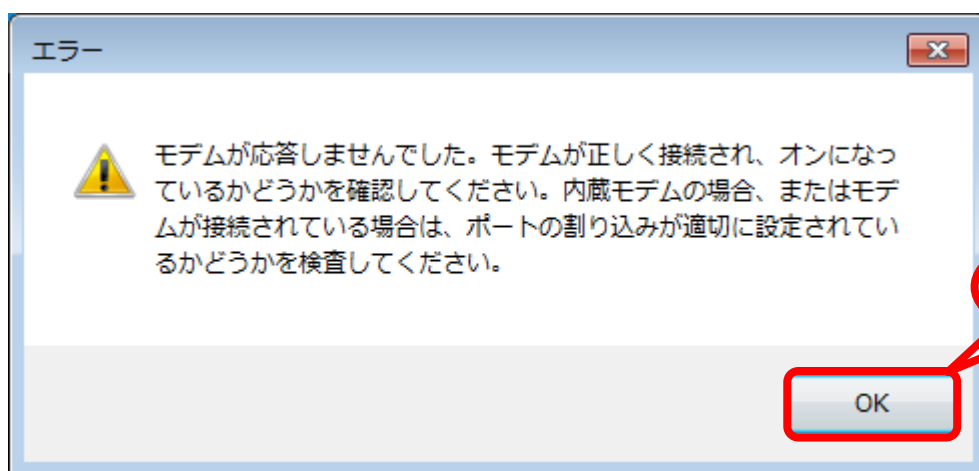 エラー
モデムが応答しませんでした。モデムが正しく接続され、オンになっ
ているかどうかを確認してください。内蔵モデムの場合、またはモデ
ムが接続されている場合は、ポートの割り込みが適切に設定されてい
るかどうかを検査してください。
OK